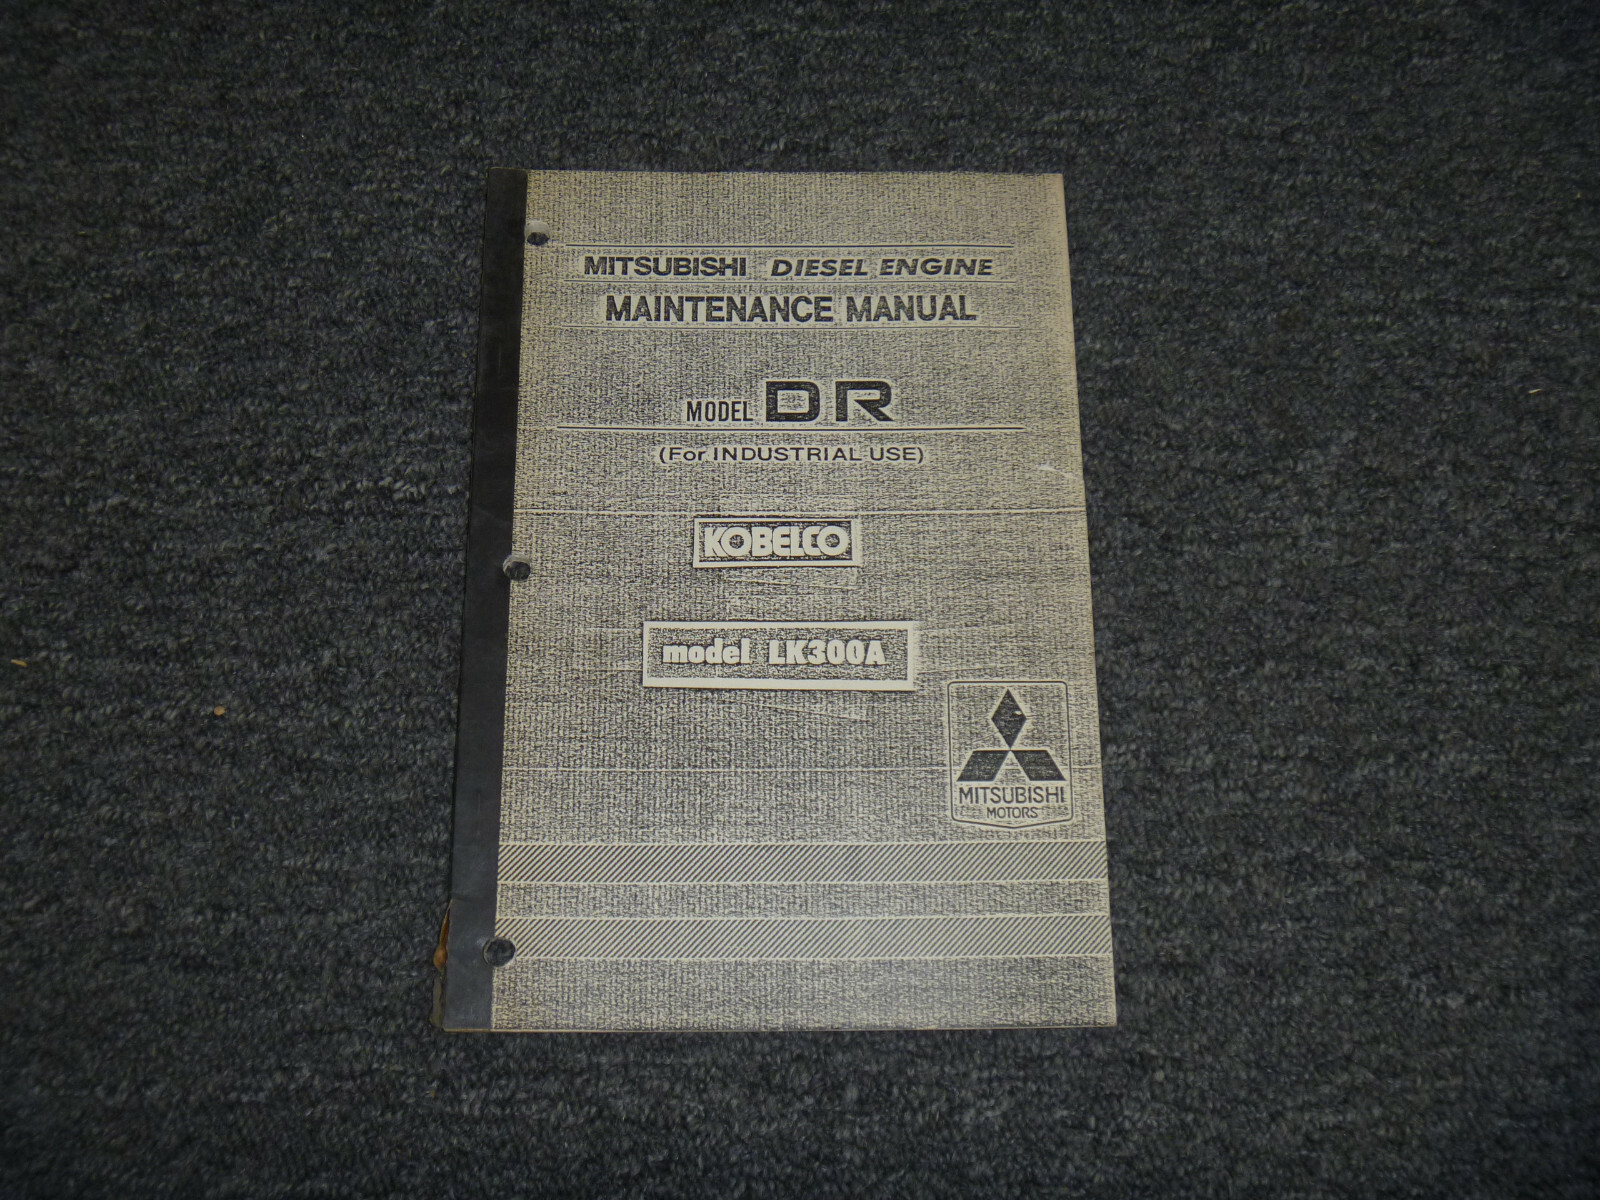 MITSUBISHI DIESEL ENGINE
MAINTENANCE MANUAL
MODEL DR
(For INDUSTRIAL USE)
KOBELCO
model LK300A
MITSUBISHI
MOTORS